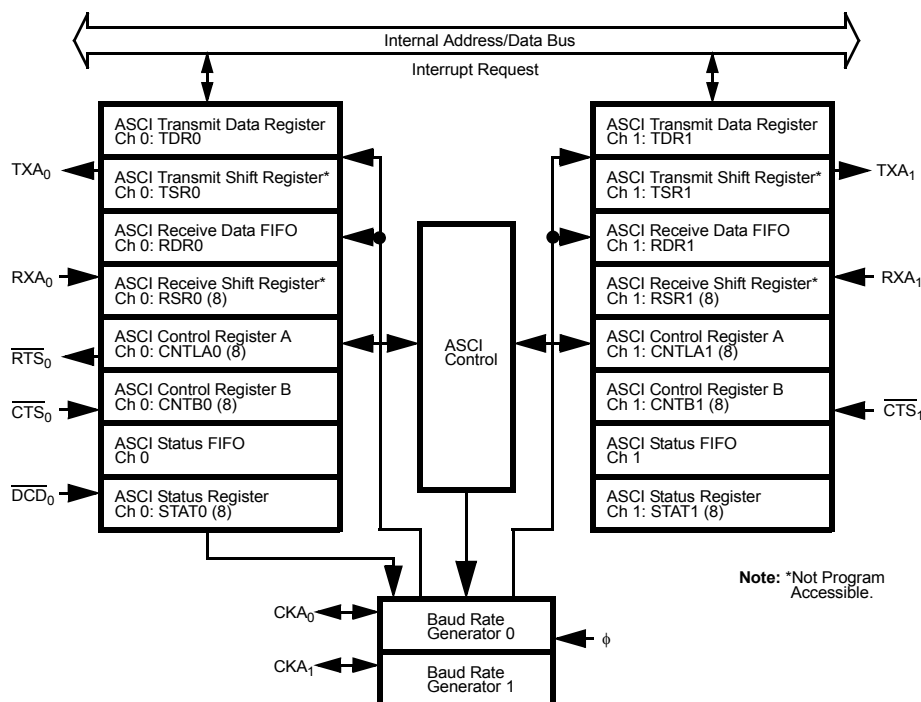 Internal Address/Data Bus
Interrupt Request
ASCI Transmit Data Register
Ch 0: TDR0
ASCI Transmit Shift Register*
Ch 0: TSR0
ASCI Receive Data FIFO
Ch 0: RDR0
ASCI Receive Shift Register*
Ch 0: RSR0 (8)
ASCI Control Register A
Ch 0: CNTLA0 (8)
ASCI Control Register B
Ch 0: CNTB0 (8)
ASCI Status FIFO
Ch 0
ASCI Status Register
Ch 0: STAT0 (8)
TXA₀
RXA₀
R̅T̅S̅₀
C̅T̅S̅₀
D̅C̅D̅₀
ASCI
Control
ASCI Transmit Data Register
Ch 1: TDR1
ASCI Transmit Shift Register*
Ch 1: TSR1
ASCI Receive Data FIFO
Ch 1: RDR1
ASCI Receive Shift Register*
Ch 1: RSR1 (8)
ASCI Control Register A
Ch 1: CNTLA1 (8)
ASCI Control Register B
Ch 1: CNTB1 (8)
ASCI Status FIFO
Ch 1
ASCI Status Register
Ch 1: STAT1 (8)
TXA₁
RXA₁
C̅T̅S̅₁
Note: *Not Program
Accessible.
CKA₀
Baud Rate
Generator 0
ϕ
CKA₁
Baud Rate
Generator 1